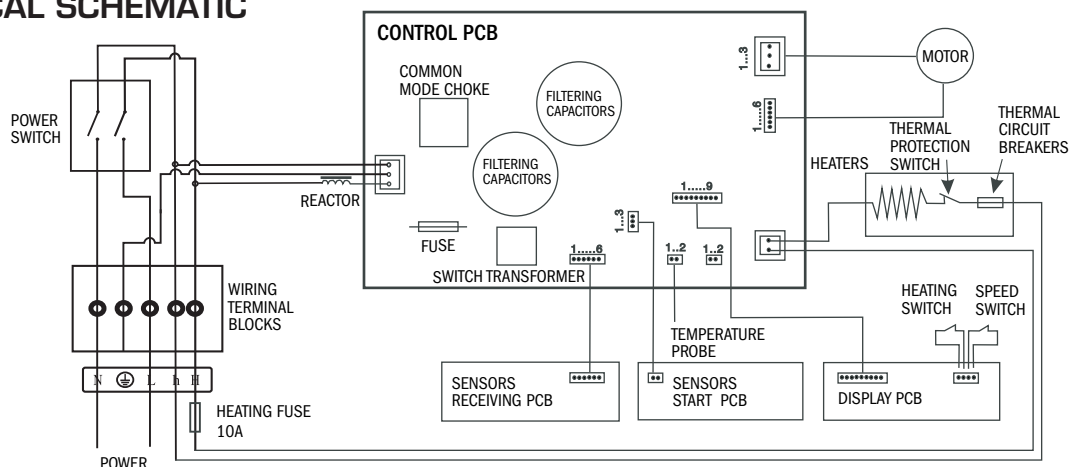 CAL SCHEMATIC
CONTROL PCB
COMMON
MODE CHOKE
FILTERING
CAPACITORS
FILTERING
CAPACITORS
1...3
MOTOR
1......6
POWER
SWITCH
THERMAL
PROTECTION
SWITCH
THERMAL
CIRCUIT
BREAKERS
HEATERS
REACTOR
FUSE
SWITCH TRANSFORMER
1.....9
1...3
1.....6
1..2
1..2
WIRING
TERMINAL
BLOCKS
TEMPERATURE
PROBE
HEATING
SWITCH
SPEED
SWITCH
N
L
h
H
SENSORS
RECEIVING PCB
SENSORS
START PCB
DISPLAY PCB
HEATING FUSE
10A
POWER